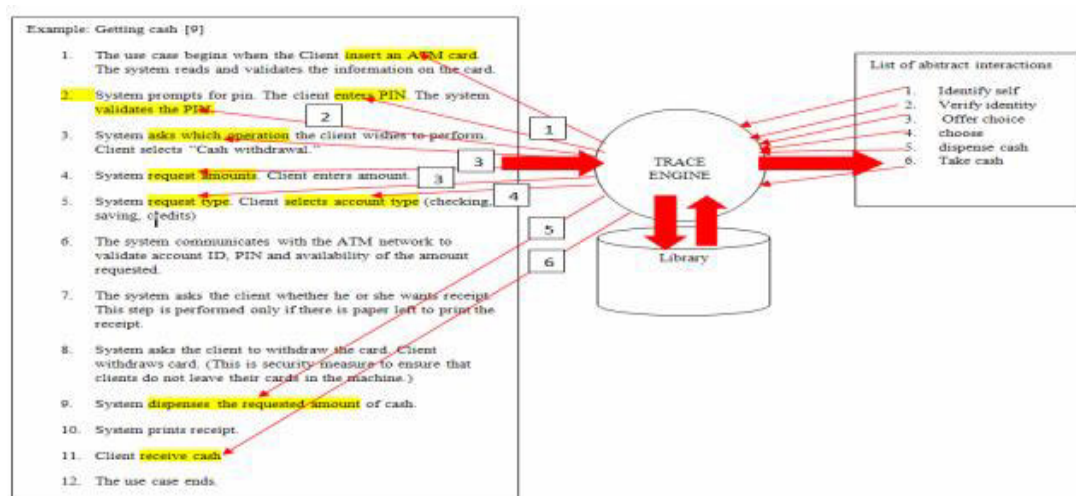 Example: Getting cash [9]
1. The use case begins when the Client insert an ATM card.
The system reads and validates the information on the card.
2. System prompts for pin. The client enters PIN. The system
validates the PIN.
3. System asks which operation the client wishes to perform.
Client selects "Cash withdrawal."
4. System request amounts. Client enters amount.
5. System request type. Client selects account type (checking,
saving, credits)
6. The system communicates with the ATM network to
validate account ID, PIN and availability of the amount
requested.
7. The system asks the client whether he or she wants receipt.
This step is performed only if there is paper left to print the
receipt.
8. System asks the client to withdraw the card. Client
withdraws card. (This is security measure to ensure that
clients do not leave their cards in the machine.)
9. System dispenses the requested amount of cash.
10. System prints receipt.
11. Client receive cash
12. The use case ends.
1
2
3
3
4
5
6
TRACE
ENGINE
Library
List of abstract interactions
1. Identify self
2. Verify identity
3. Offer choice
4. choose
5. dispense cash
6. Take cash